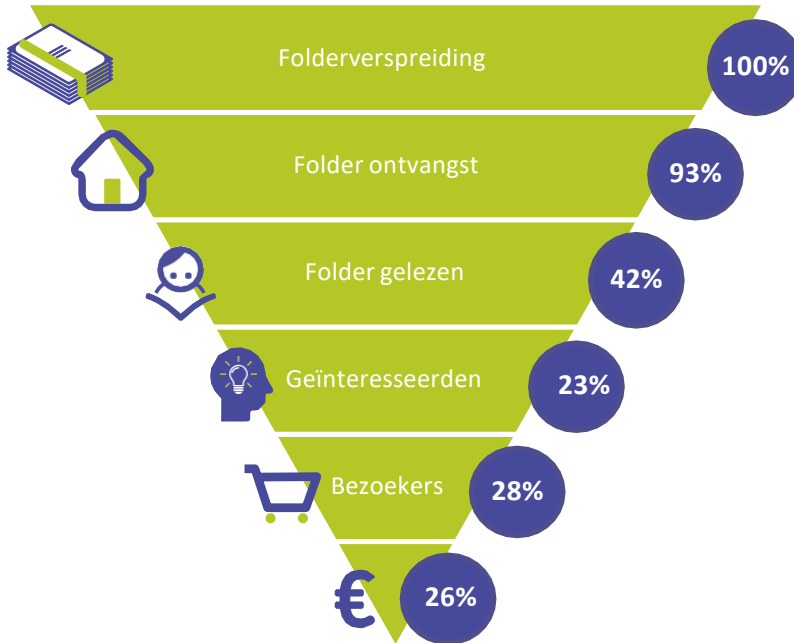 Folderverspreiding
100%
Folder ontvangst
93%
Folder gelezen
42%
Geïnteresseerden
23%
Bezoekers
28%
€
26%